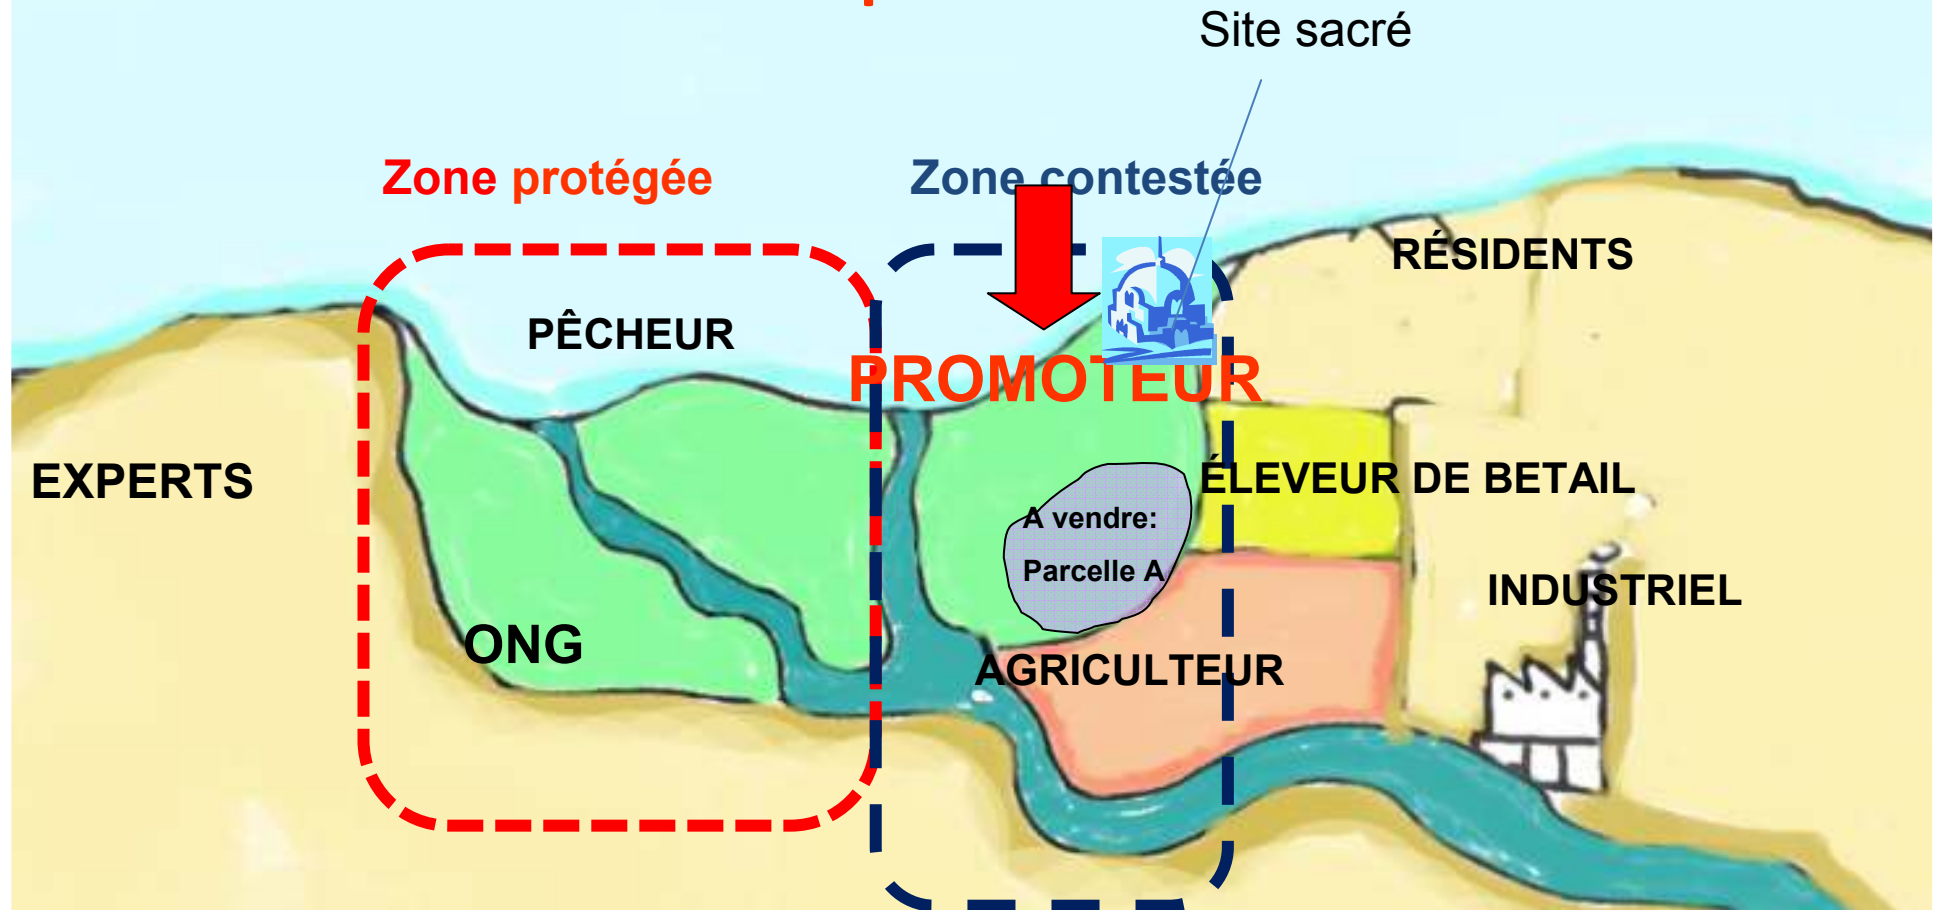 Site sacré
Zone protégée
Zone contestée
RÉSIDENTS
PÊCHEUR
PROMOTEUR
EXPERTS
ÉLEVEUR DE BETAIL
A vendre:
Parcelle A
INDUSTRIEL
ONG
AGRICULTEUR